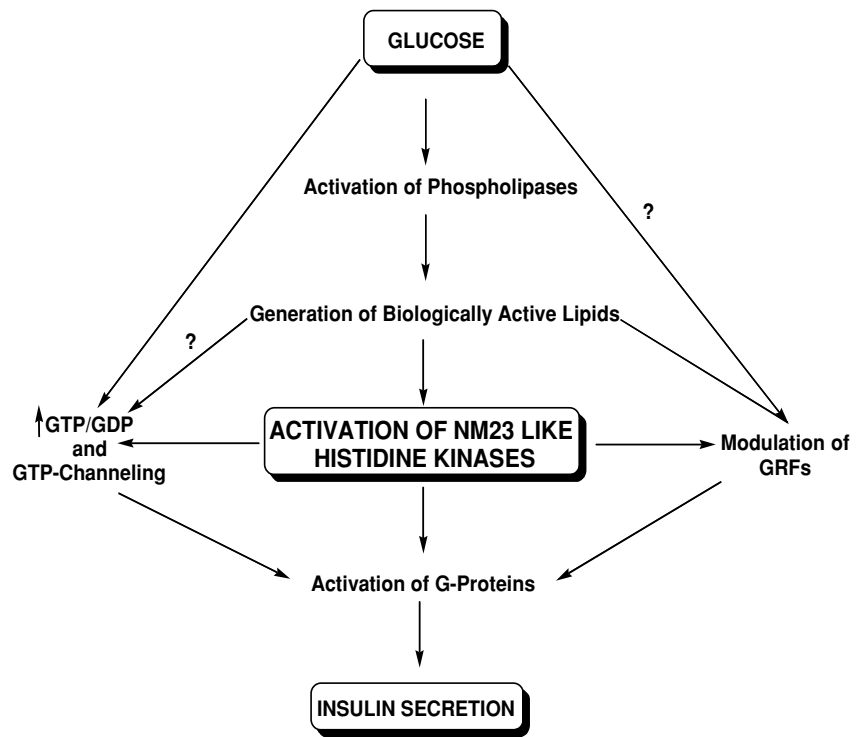 GLUCOSE
Activation of Phospholipases
?
Generation of Biologically Active Lipids
?
GTP/GDP
and
GTP-Channeling
ACTIVATION OF NM23 LIKE
HISTIDINE KINASES
Modulation of
GRFs
Activation of G-Proteins
INSULIN SECRETION